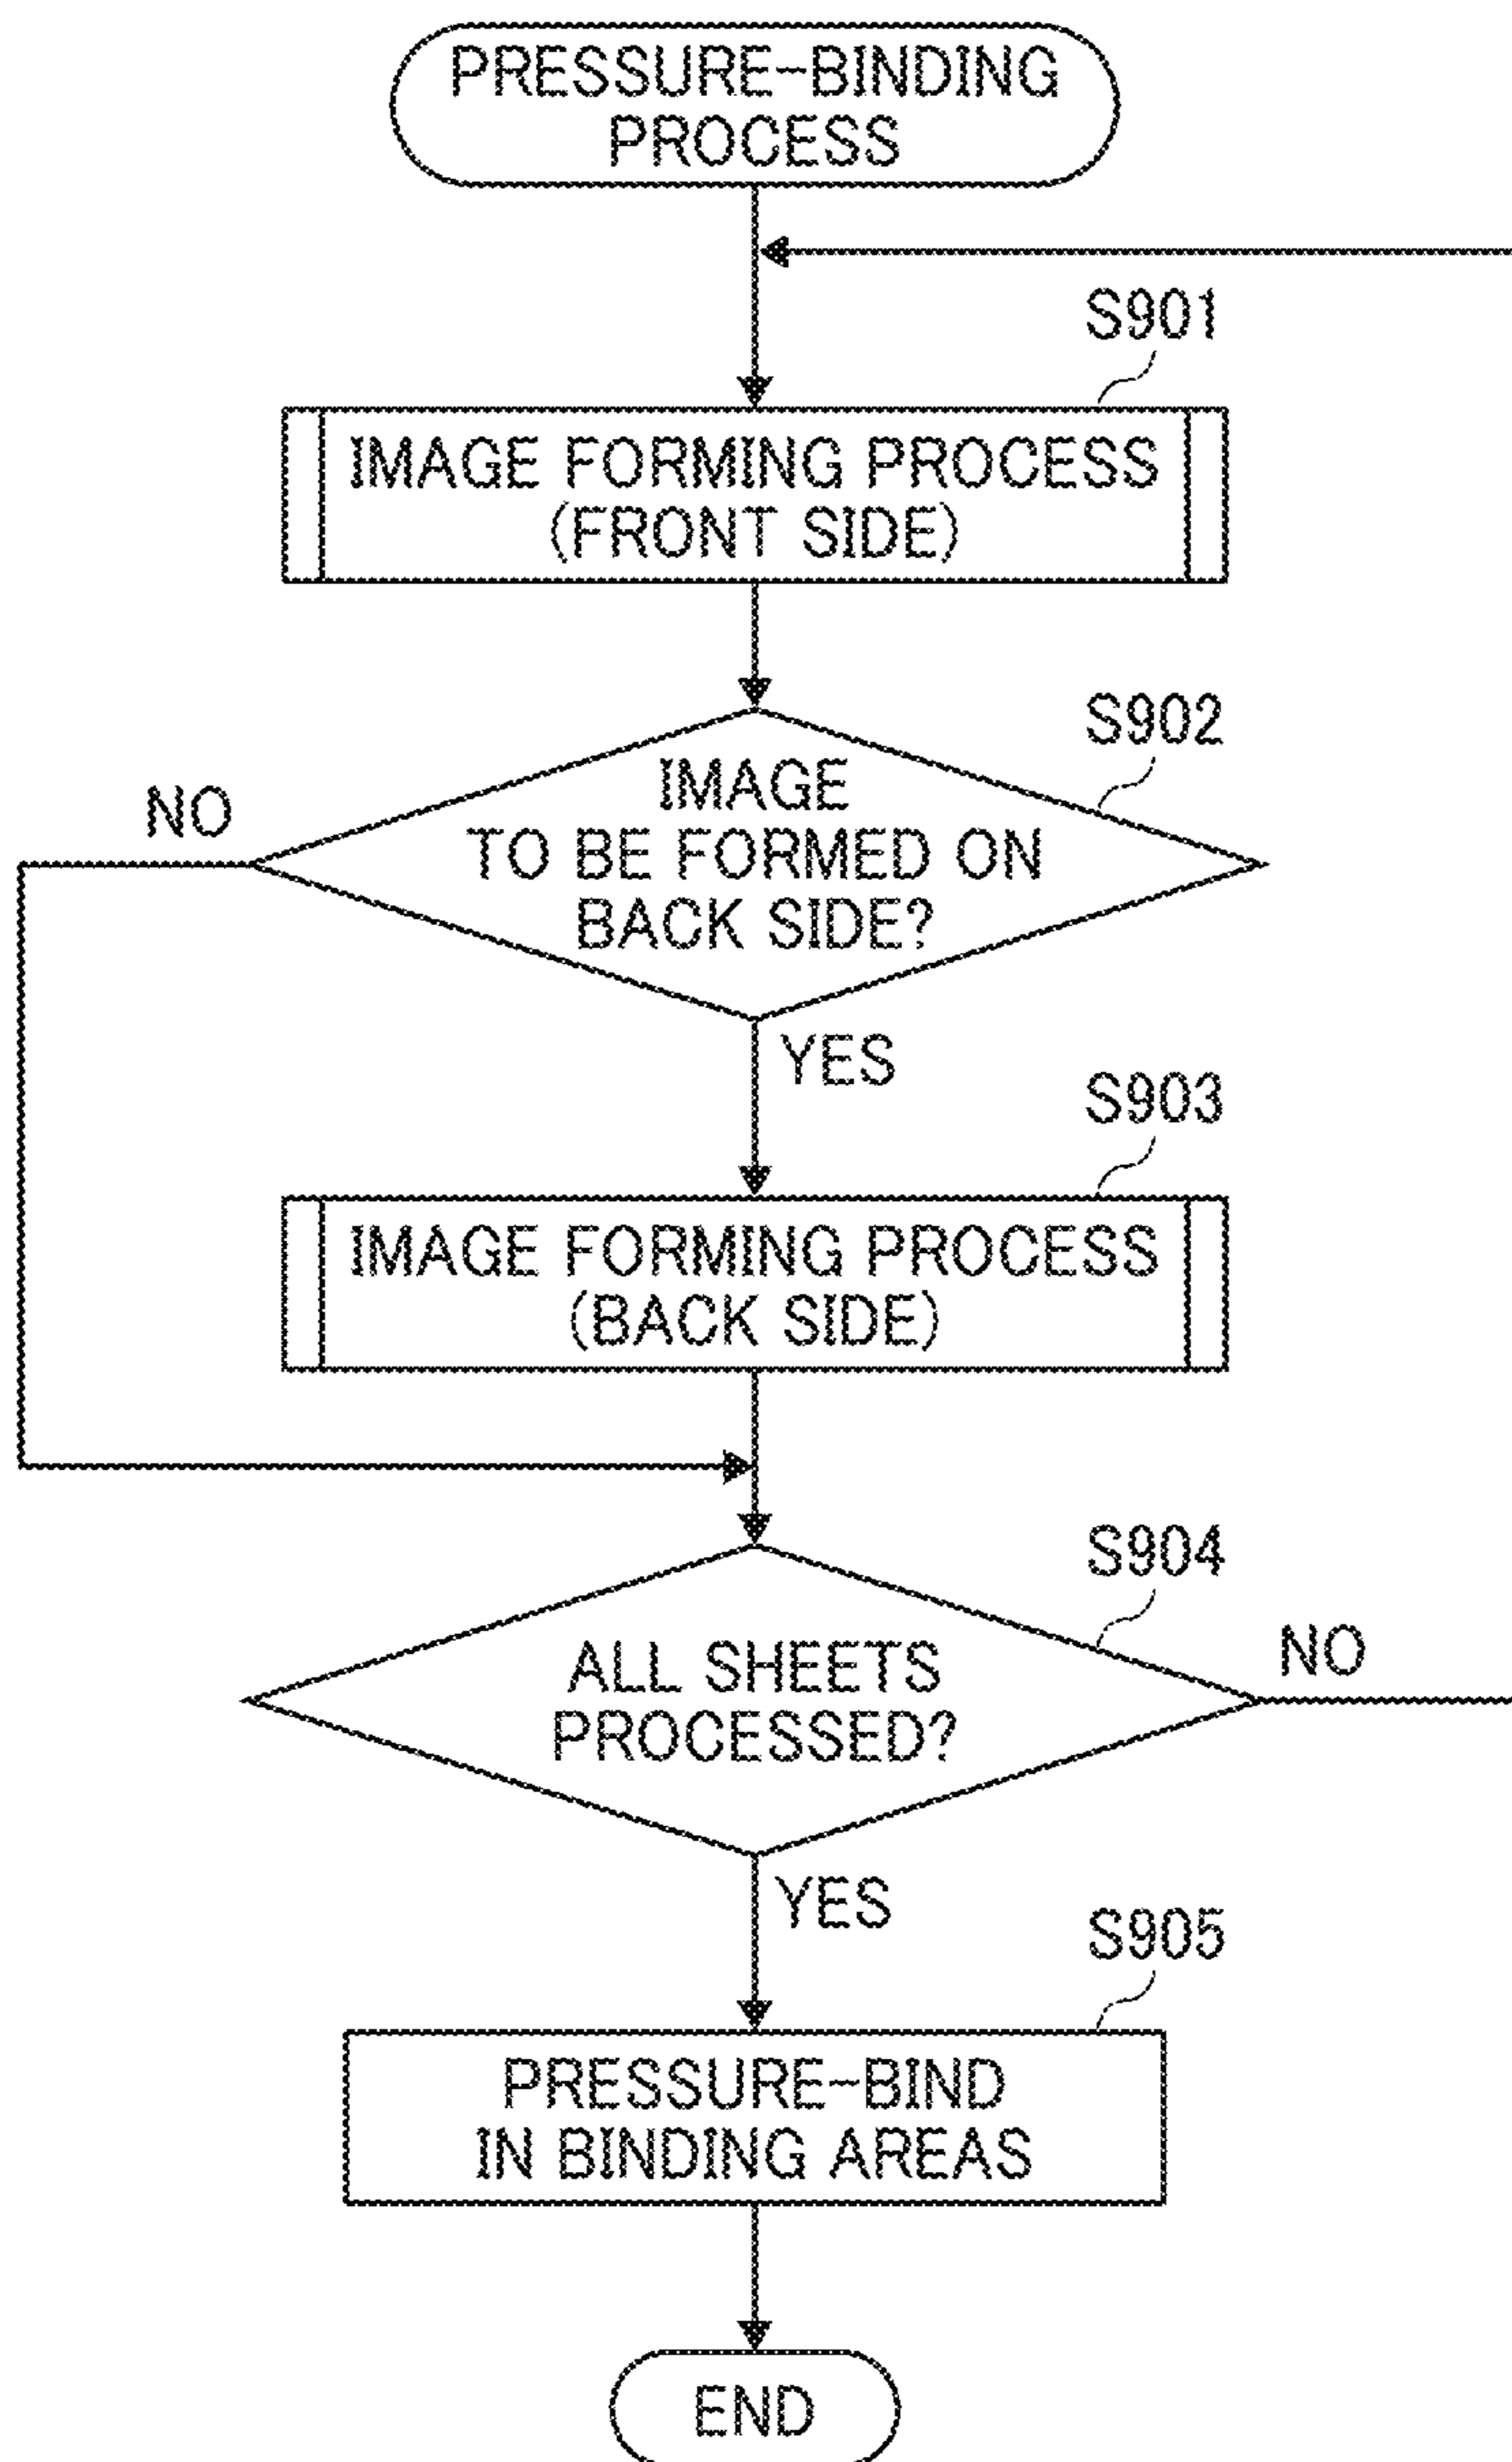 PRESSURE-BINDING
PROCESS
S901
IMAGE FORMING PROCESS
(FRONT SIDE)
S902
NO
IMAGE
TO BE FORMED ON
BACK SIDE?
YES
S903
IMAGE FORMING PROCESS
(BACK SIDE)
S904
NO
ALL SHEETS
PROCESSED?
YES
S905
PRESSURE-BIND
IN BINDING AREAS
END